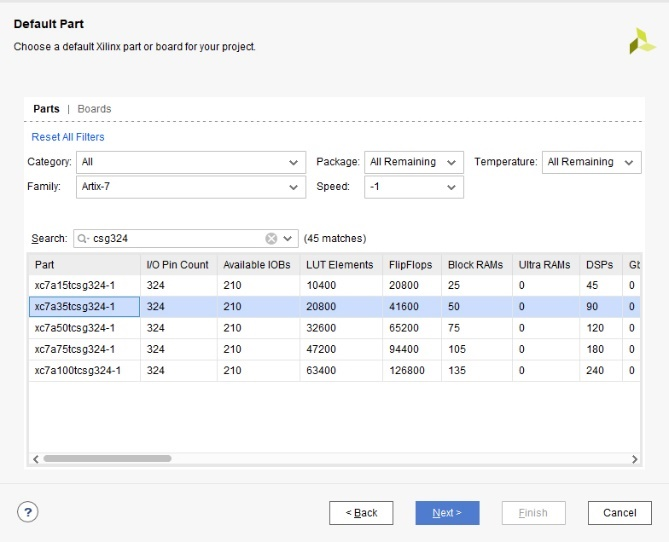 Default Part
Choose a default Xilinx part or board for your project.
Parts | Boards
Reset All Filters
Category: All Package: All Remaining Temperature: All Remaining
Family: Artix-7 Speed: -1
Search: csg324 (45 matches)
Part I/O Pin Count Available IOBs LUT Elements FlipFlops Block RAMs Ultra RAMs DSPs Gt
xc7a15tcsg324-1 324 210 10400 20800 25 0 45 0
xc7a35tcsg324-1 324 210 20800 41600 50 0 90 0
xc7a50tcsg324-1 324 210 32600 65200 75 0 120 0
xc7a75tcsg324-1 324 210 47200 94400 105 0 180 0
xc7a100tcsg324-1 324 210 63400 126800 135 0 240 0
? < Back Next > Finish Cancel